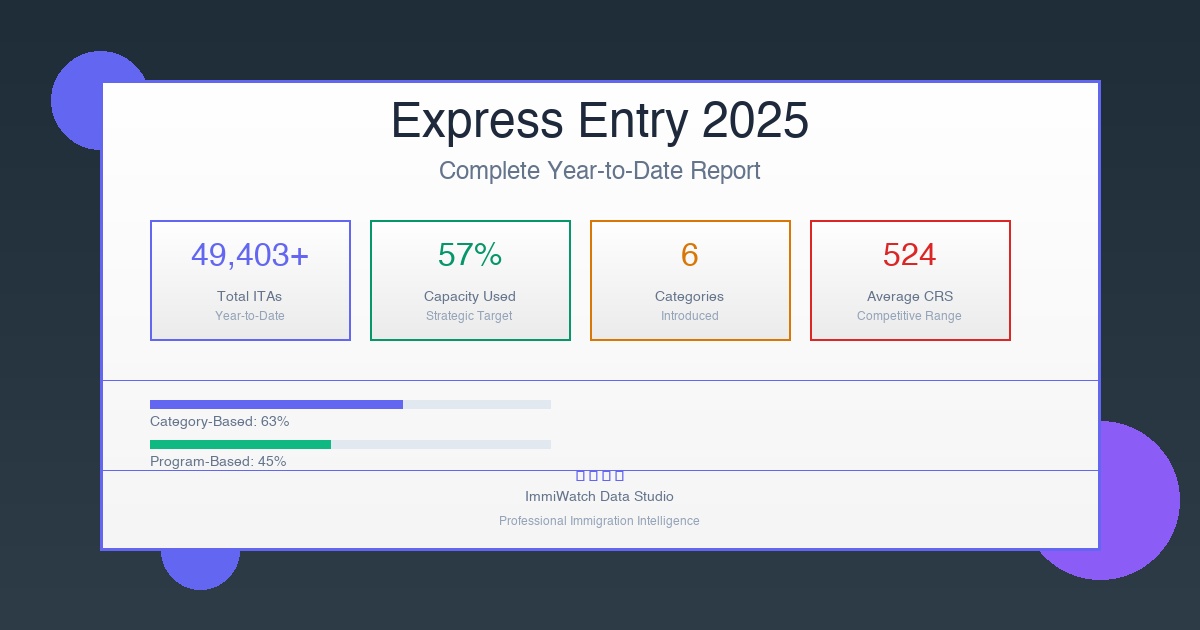 Express Entry 2025
Complete Year-to-Date Report
49,403+
Total ITAs
Year-to-Date
57%
Capacity Used
Strategic Target
6
Categories
Introduced
524
Average CRS
Competitive Range
Category-Based: 63%
Program-Based: 45%
ImmiWatch Data Studio
Professional Immigration Intelligence